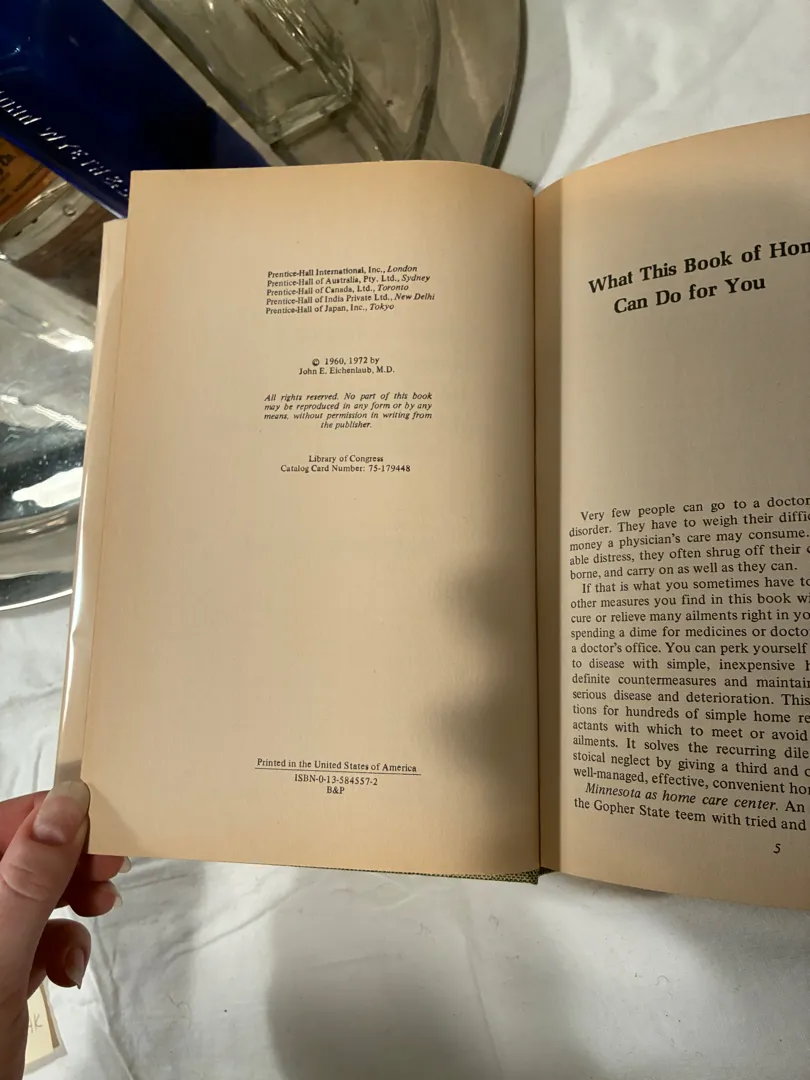 Prentice-Hall International, Inc., London
Prentice-Hall of Australia, Pty. Ltd., Sydney
Prentice-Hall of Canada, Ltd., Toronto
Prentice-Hall of India Private Ltd., New Delhi
Prentice-Hall of Japan, Inc., Tokyo
© 1960, 1972 by
John E. Eichenlaub, M.D.
All rights reserved. No part of this book
may be reproduced in any form or by any
means, without permission in writing from
the publisher.
Library of Congress
Catalog Card Number: 75-179448
Printed in the United States of America
ISBN-0-13-584557-2
B&P
What This Book of Hom
Can Do for You
Very few people can go to a doctor
disorder. They have to weigh their diffic
money a physician's care may consume.
able distress, they often shrug off their
borne, and carry on as well as they can.
If that is what you sometimes have to
other measures you find in this book wi
cure or relieve many ailments right in yo
spending a dime for medicines or docto
a doctor's office. You can perk yourself
to disease with simple, inexpensive h
definite countermeasures and maintai
serious disease and deterioration. This
tions for hundreds of simple home re
actants with which to meet or avoid
ailments. It solves the recurring dile
stoical neglect by giving a third and
well-managed, effective, convenient ho
Minnesota as home care center. An
the Gopher State teem with tried and
5